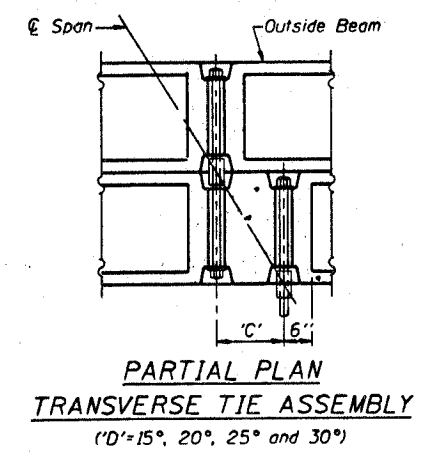 ℄ Span
Outside Beam
'C'
6"
PARTIAL PLAN
TRANSVERSE TIE ASSEMBLY
('D'=15°, 20°, 25° and 30°)